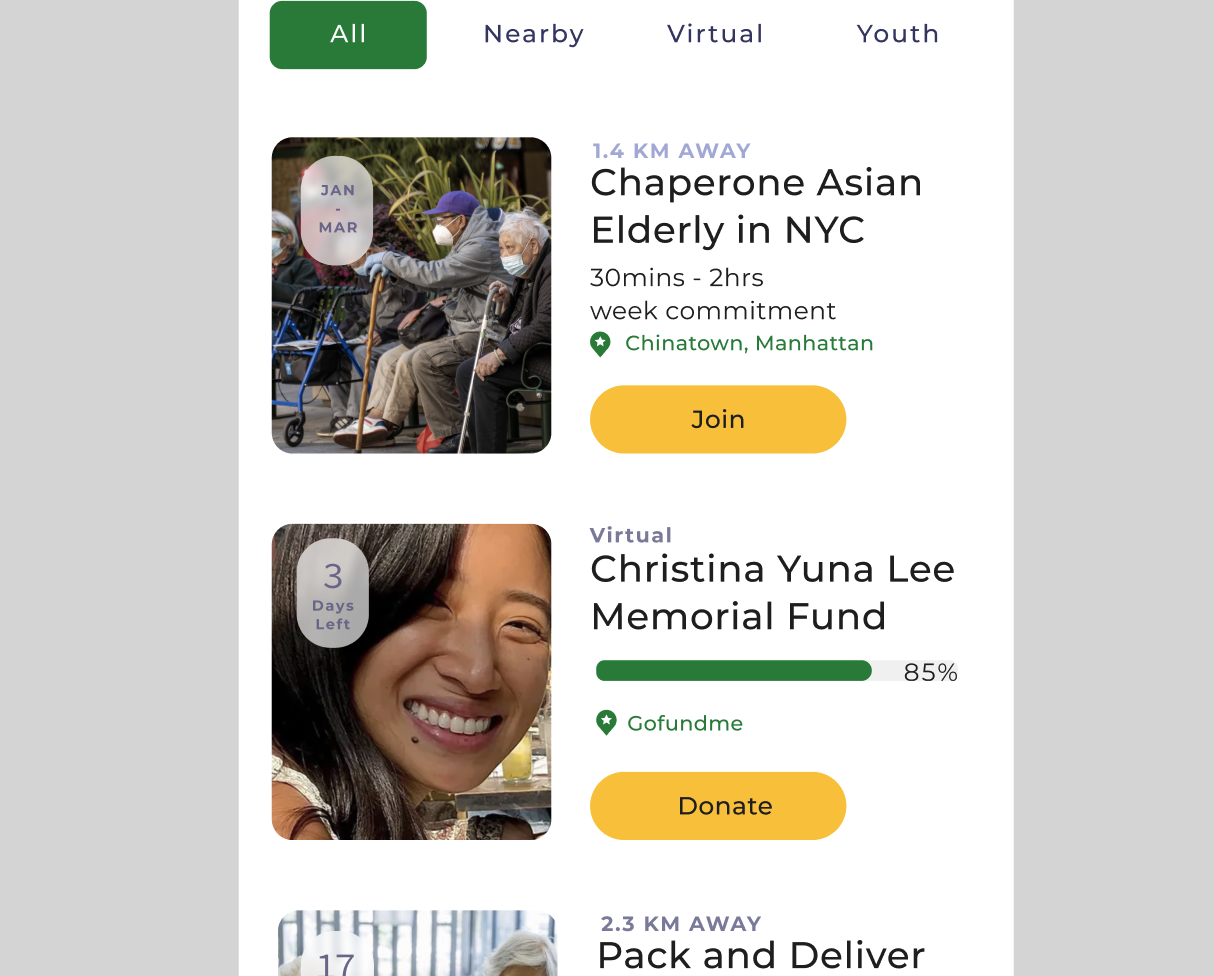 All
Nearby
Virtual
Youth
JAN
-
MAR
1.4 KM AWAY
Chaperone Asian
Elderly in NYC
30mins - 2hrs
week commitment
Chinatown, Manhattan
Join
3
Days
Left
Virtual
Christina Yuna Lee
Memorial Fund
85%
Gofundme
Donate
17
2.3 KM AWAY
Pack and Deliver